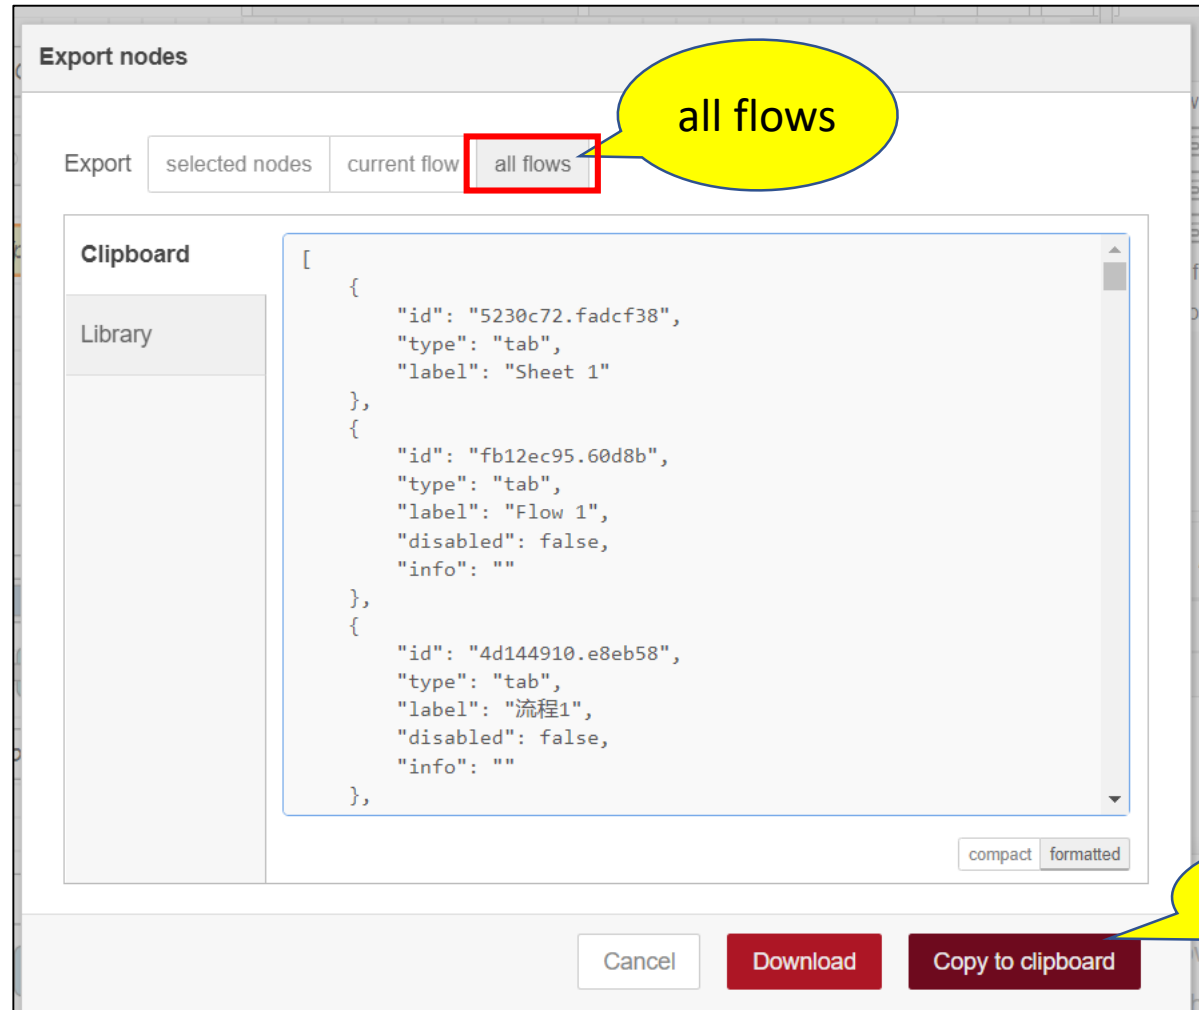 Export nodes
all flows
Export selected nodes current flow all flows
Clipboard
Library
[
    {
        "id": "5230c72.fadcf38",
        "type": "tab",
        "label": "Sheet 1"
    },
    {
        "id": "fb12ec95.60d8b",
        "type": "tab",
        "label": "Flow 1",
        "disabled": false,
        "info": ""
    },
    {
        "id": "4d144910.e8eb58",
        "type": "tab",
        "label": "流程1",
        "disabled": false,
        "info": ""
    },
compact formatted
Cancel Download Copy to clipboard